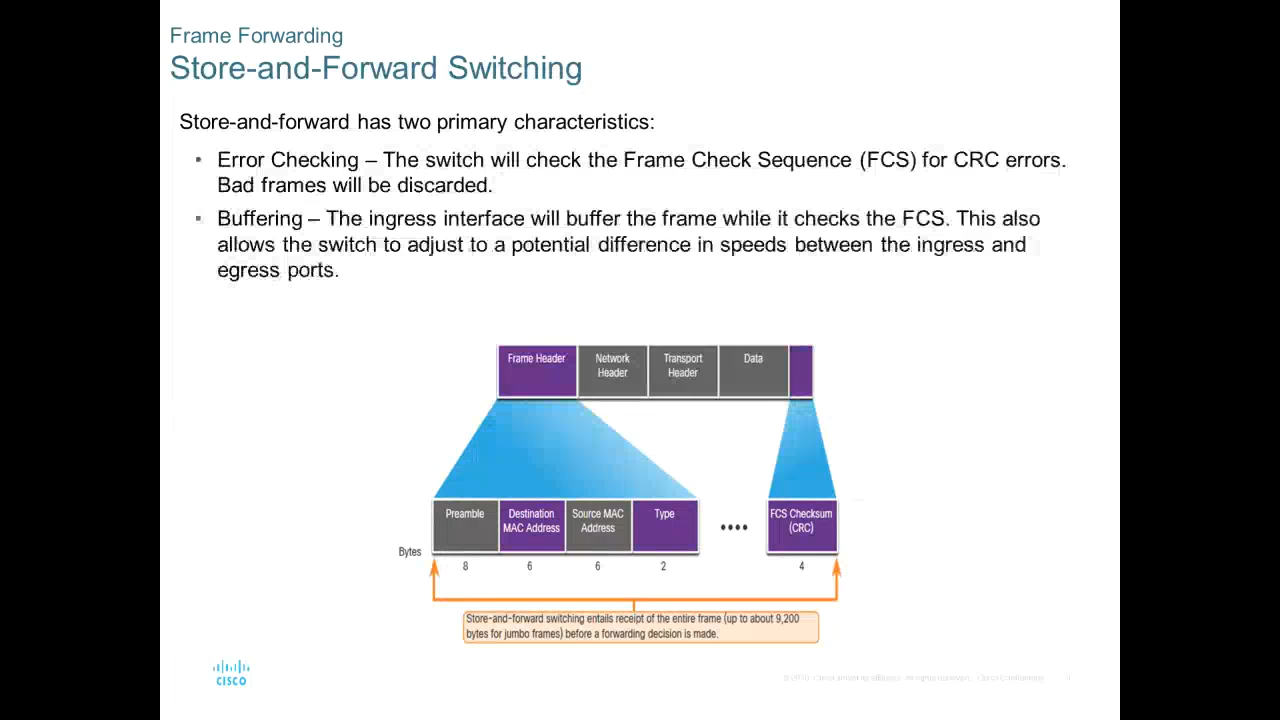 Frame Forwarding
Store-and-Forward Switching
Store-and-forward has two primary characteristics:
• Error Checking – The switch will check the Frame Check Sequence (FCS) for CRC errors.
Bad frames will be discarded.
• Buffering – The ingress interface will buffer the frame while it checks the FCS. This also
allows the switch to adjust to a potential difference in speeds between the ingress and
egress ports.
Frame Header
Network
Header
Transport
Header
Data
Preamble
Destination
MAC Address
Source MAC
Address
Type
••••
FCS Checksum
(CRC)
Bytes
8
6
6
2
4
Store-and-forward switching entails receipt of the entire frame (up to about 9,200
bytes for jumbo frames) before a forwarding decision is made.
CISCO